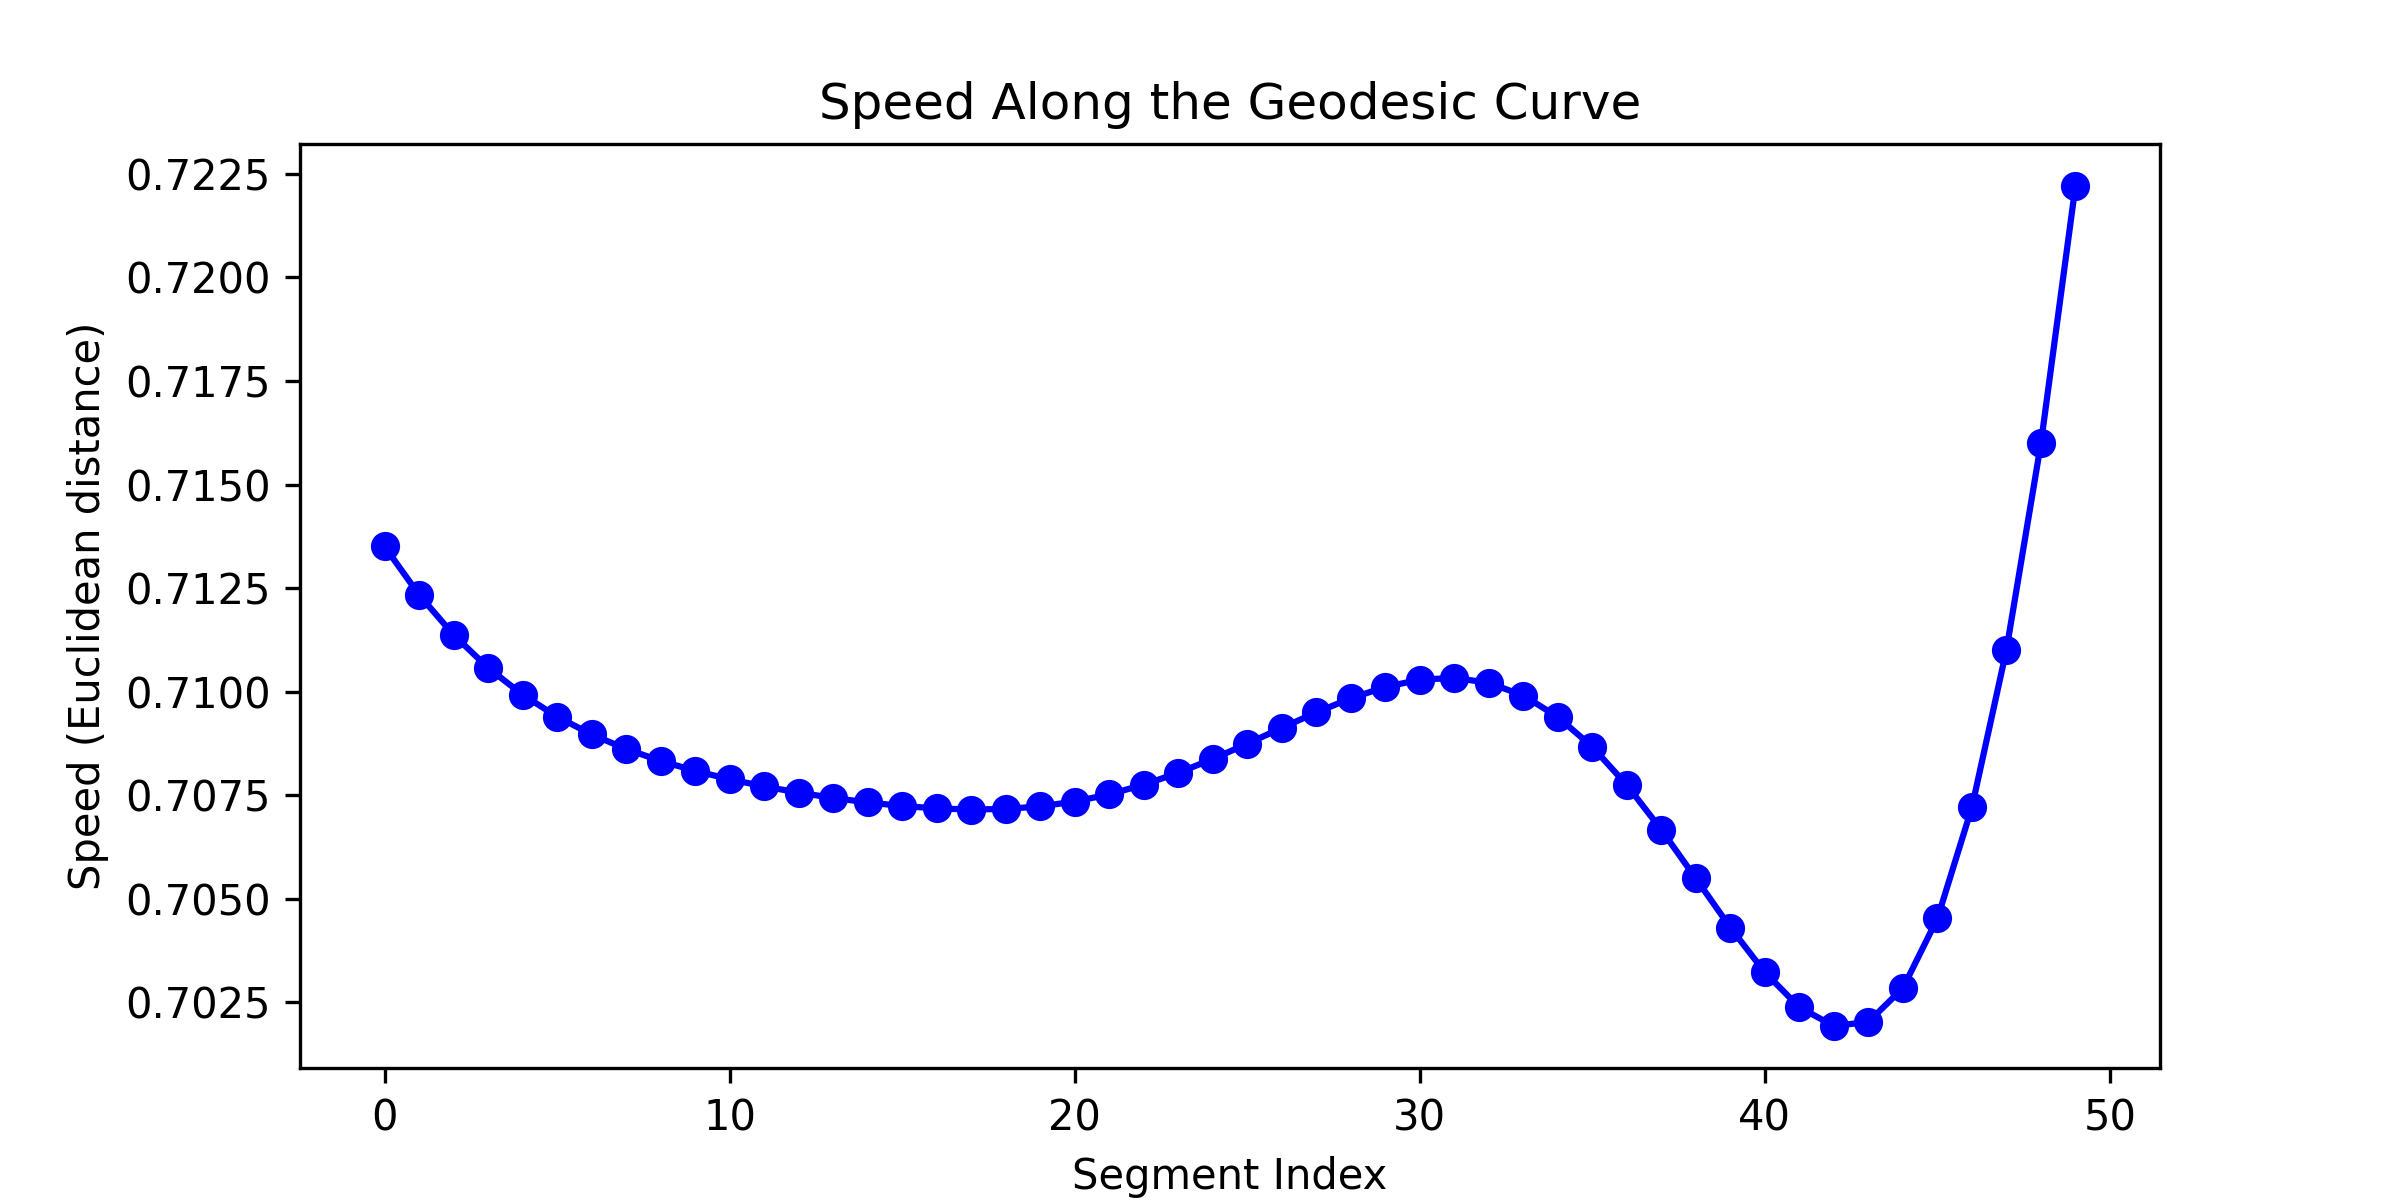 Speed Along the Geodesic Curve
Speed (Euclidean distance)
0.7225
0.7200
0.7175
0.7150
0.7125
0.7100
0.7075
0.7050
0.7025
0 10 20 30 40 50
Segment Index